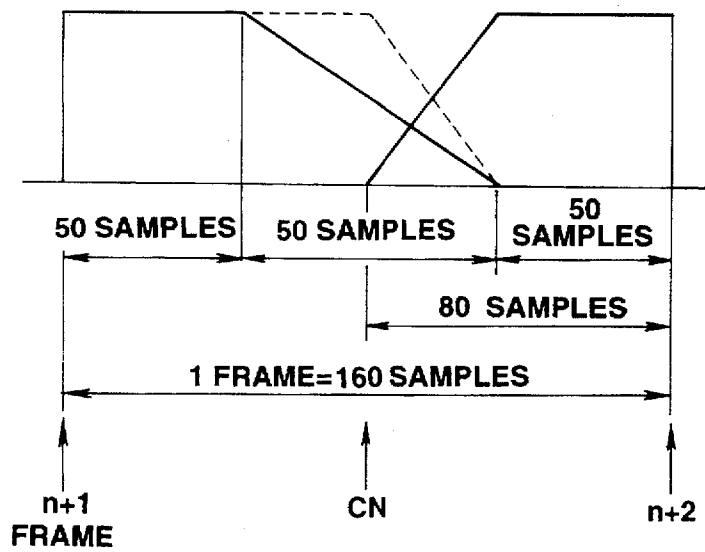 50 SAMPLES
50 SAMPLES
50
SAMPLES
80 SAMPLES
1 FRAME=160 SAMPLES
n+1
FRAME
CN
n+2